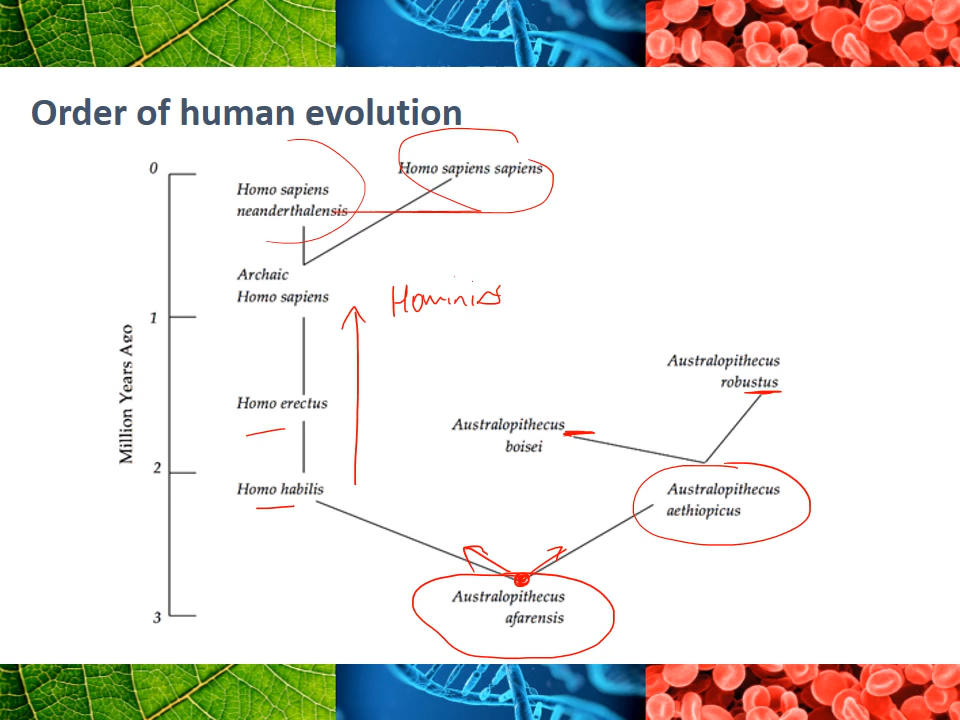 Order of human evolution
0
Homo sapiens sapiens
Homo sapiens
neanderthalensis
Archaic
Homo sapiens
Hominids
1
Million Years Ago
Australopithecus
robustus
Homo erectus
Australopithecus
boisei
2
Homo habilis
Australopithecus
aethiopicus
Australopithecus
afarensis
3